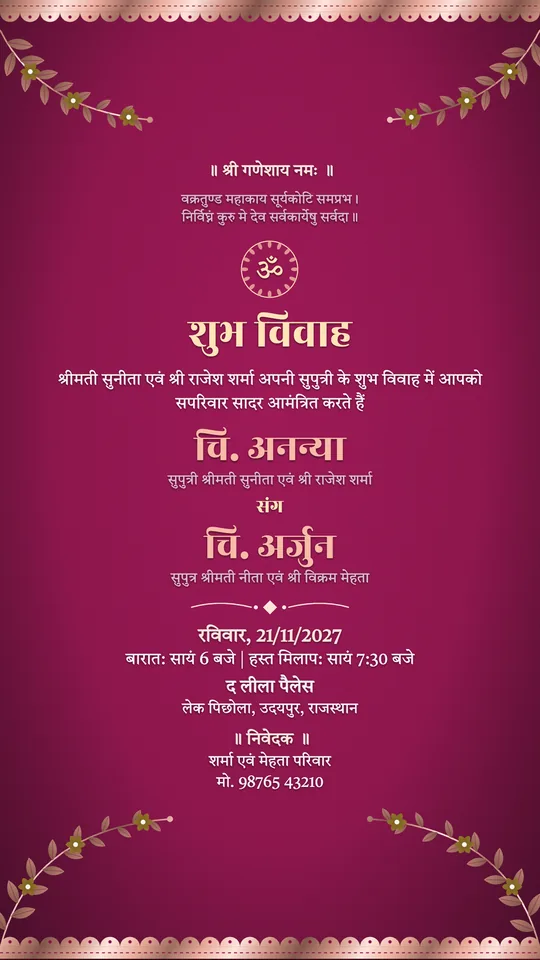 ॥ श्री गणेशाय नमः ॥
वक्रतुण्ड महाकाय सूर्यकोटि समप्रभ।
निर्विघ्नं कुरु मे देव सर्वकार्येषु सर्वदा॥
ॐ
शुभ विवाह
श्रीमती सुनीता एवं श्री राजेश शर्मा अपनी सुपुत्री के शुभ विवाह में आपको
सपरिवार सादर आमंत्रित करते हैं
चि. अनन्या
सुपुत्री श्रीमती सुनीता एवं श्री राजेश शर्मा
संग
चि. अर्जुन
सुपुत्र श्रीमती नीता एवं श्री विक्रम मेहता
रविवार, 21/11/2027
बारात: सायं 6 बजे | हस्त मिलाप: सायं 7:30 बजे
द लीला पैलेस
लेक पिछोला, उदयपुर, राजस्थान
॥ निवेदक ॥
शर्मा एवं मेहता परिवार
मो. 98765 43210